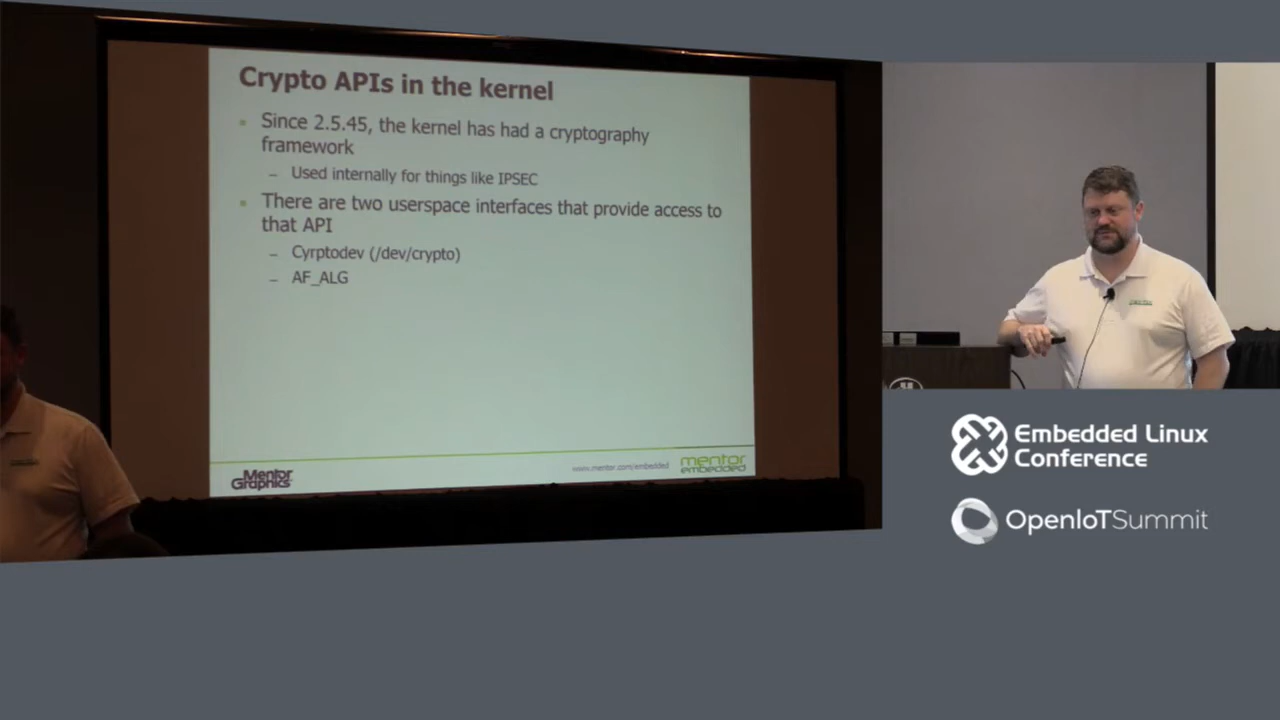 Crypto APIs in the kernel
Since 2.5.45, the kernel has had a cryptography
framework
– Used internally for things like IPSEC
There are two userspace interfaces that provide access to
that API
– Cyrptodev (/dev/crypto)
– AF_ALG
Mentor
Graphics
www.mentor.com/embedded
mentor
embedded
Embedded Linux
Conference
OpenIoTSummit